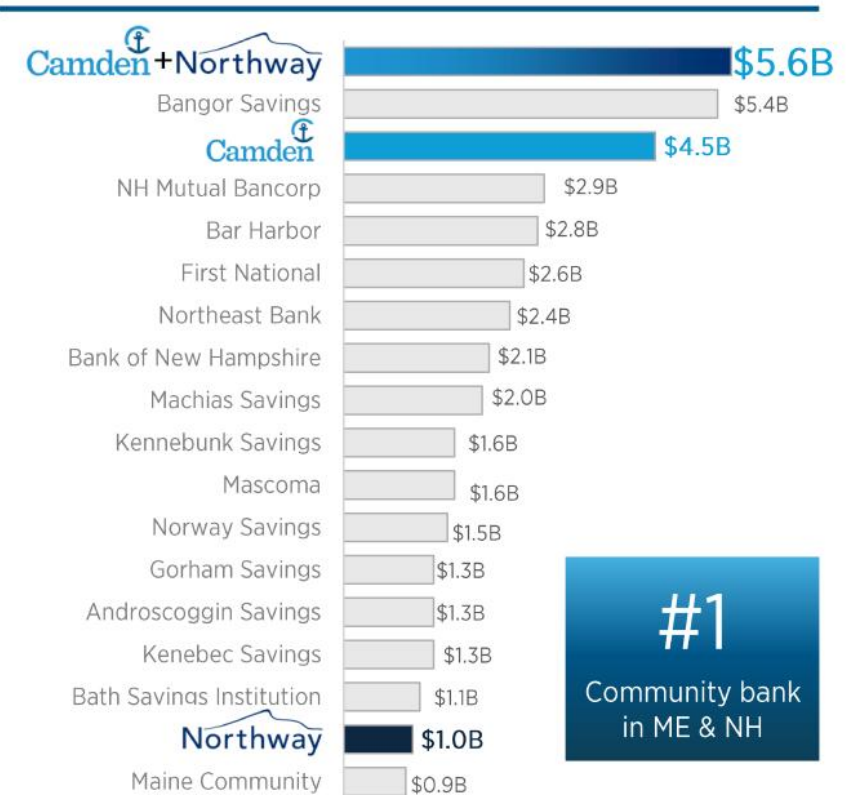 Camden+Northway $5.6B
Bangor Savings $5.4B
Camden $4.5B
NH Mutual Bancorp $2.9B
Bar Harbor $2.8B
First National $2.6B
Northeast Bank $2.4B
Bank of New Hampshire $2.1B
Machias Savings $2.0B
Kennebunk Savings $1.6B
Mascoma $1.6B
Norway Savings $1.5B
Gorham Savings $1.3B
Androscoggin Savings $1.3B
Kenebec Savings $1.3B
Bath Savings Institution $1.1B
Northway $1.0B
Maine Community $0.9B
#1
Community bank
in ME & NH